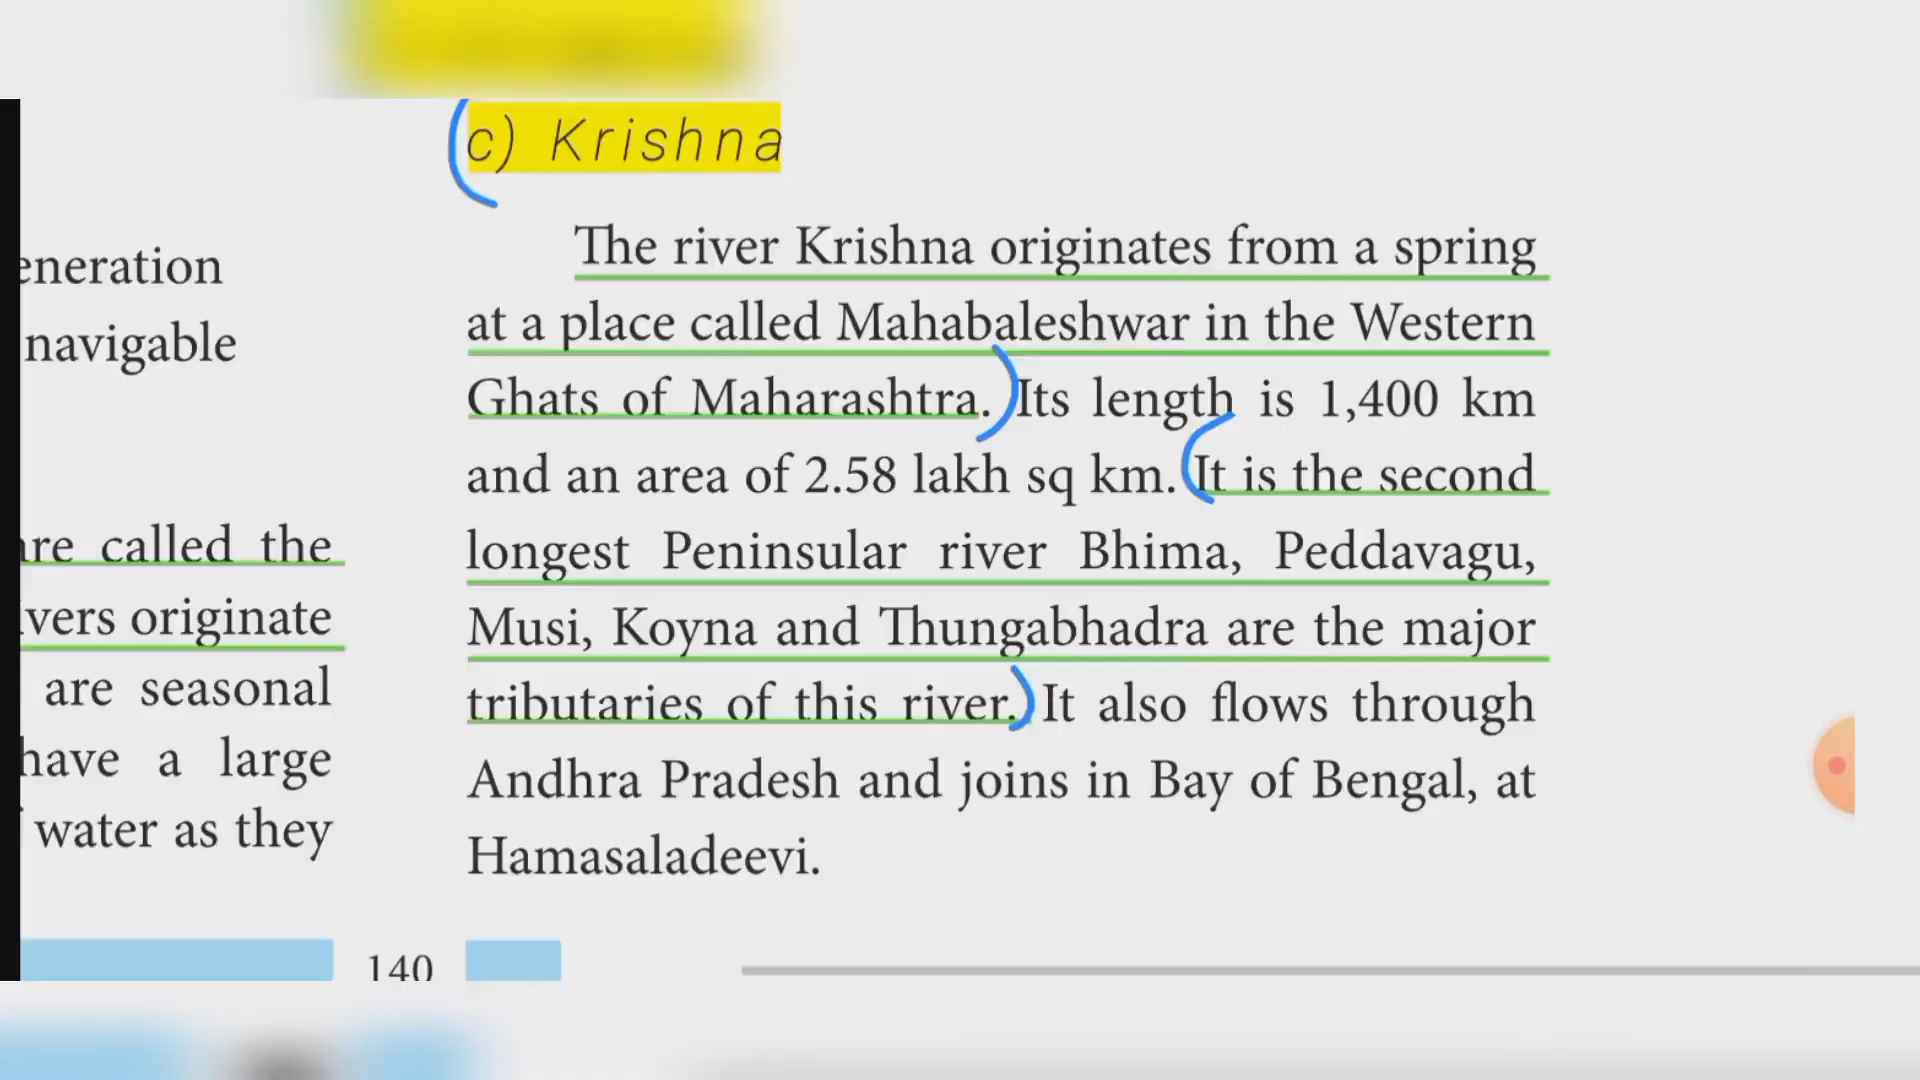 eneration
navigable
are called the
ivers originate
are seasonal
have a large
water as they
c) Krishna
The river Krishna originates from a spring
at a place called Mahabaleshwar in the Western
Ghats of Maharashtra. Its length is 1,400 km
and an area of 2.58 lakh sq km. It is the second
longest Peninsular river Bhima, Peddavagu,
Musi, Koyna and Thungabhadra are the major
tributaries of this river. It also flows through
Andhra Pradesh and joins in Bay of Bengal, at
Hamasaladeevi.
140